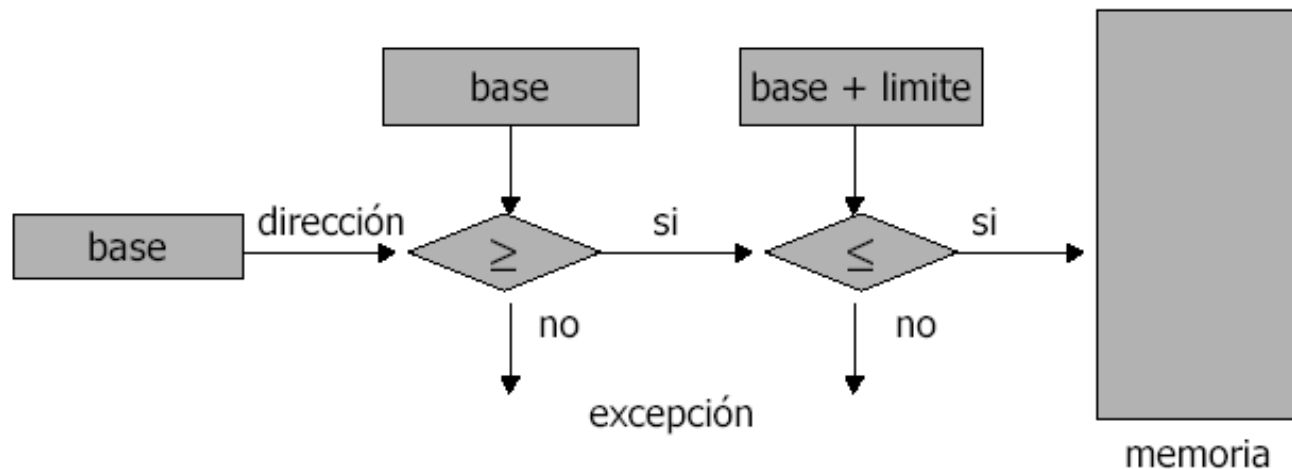 base
base + limite
base
dirección
≥
si
≤
si
no
no
excepción
memoria